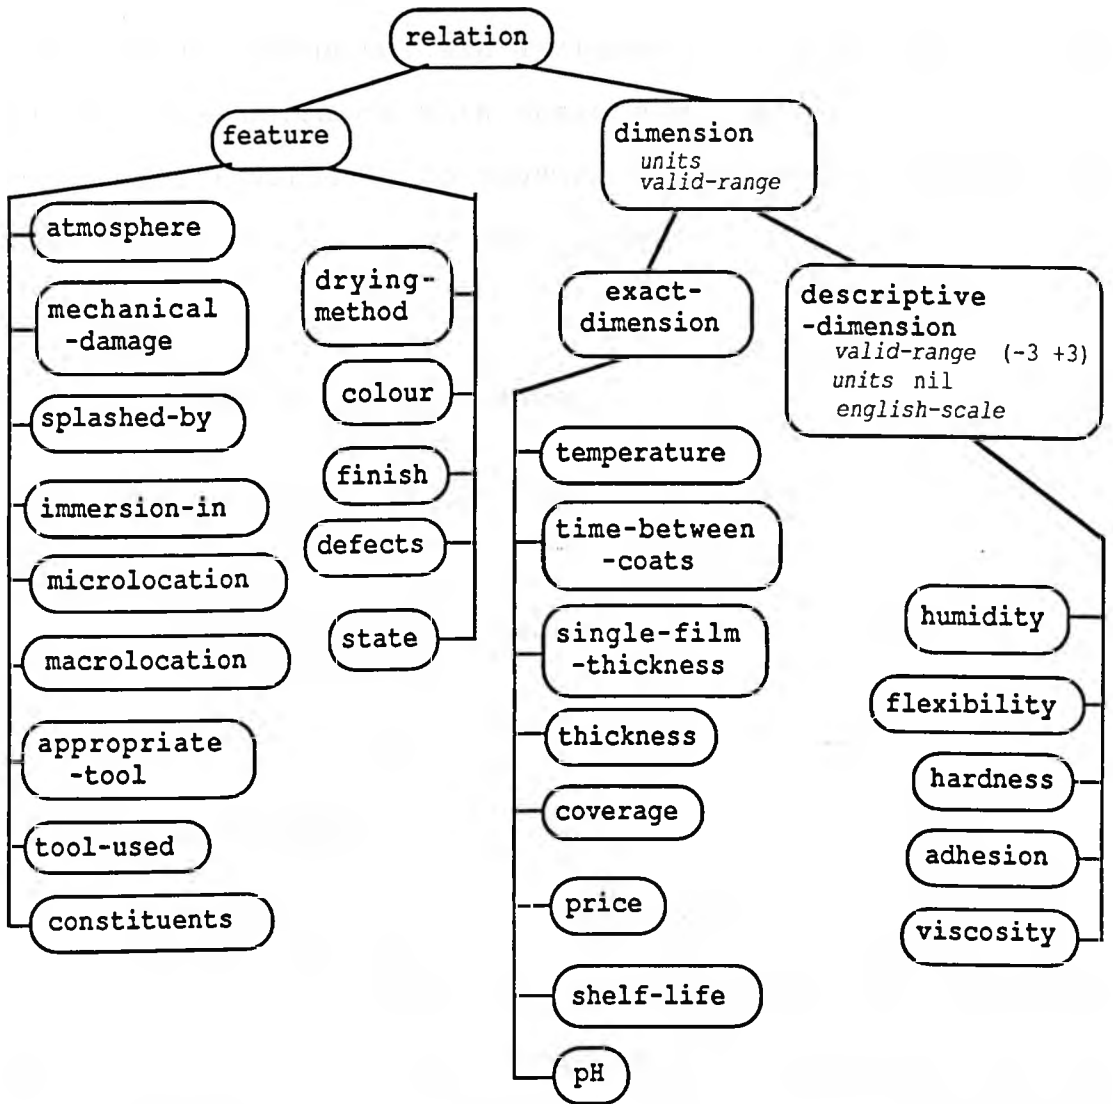 relation
feature
dimension
units
valid-range
atmosphere
mechanical
-damage
splashed-by
immersion-in
microlocation
macrolocation
appropriate
-tool
tool-used
constituents
drying-
method
colour
finish
defects
state
exact-
dimension
temperature
time-between
-coats
single-film
-thickness
thickness
coverage
price
shelf-life
pH
descriptive
-dimension
valid-range (-3 +3)
units nil
english-scale
humidity
flexibility
hardness
adhesion
viscosity